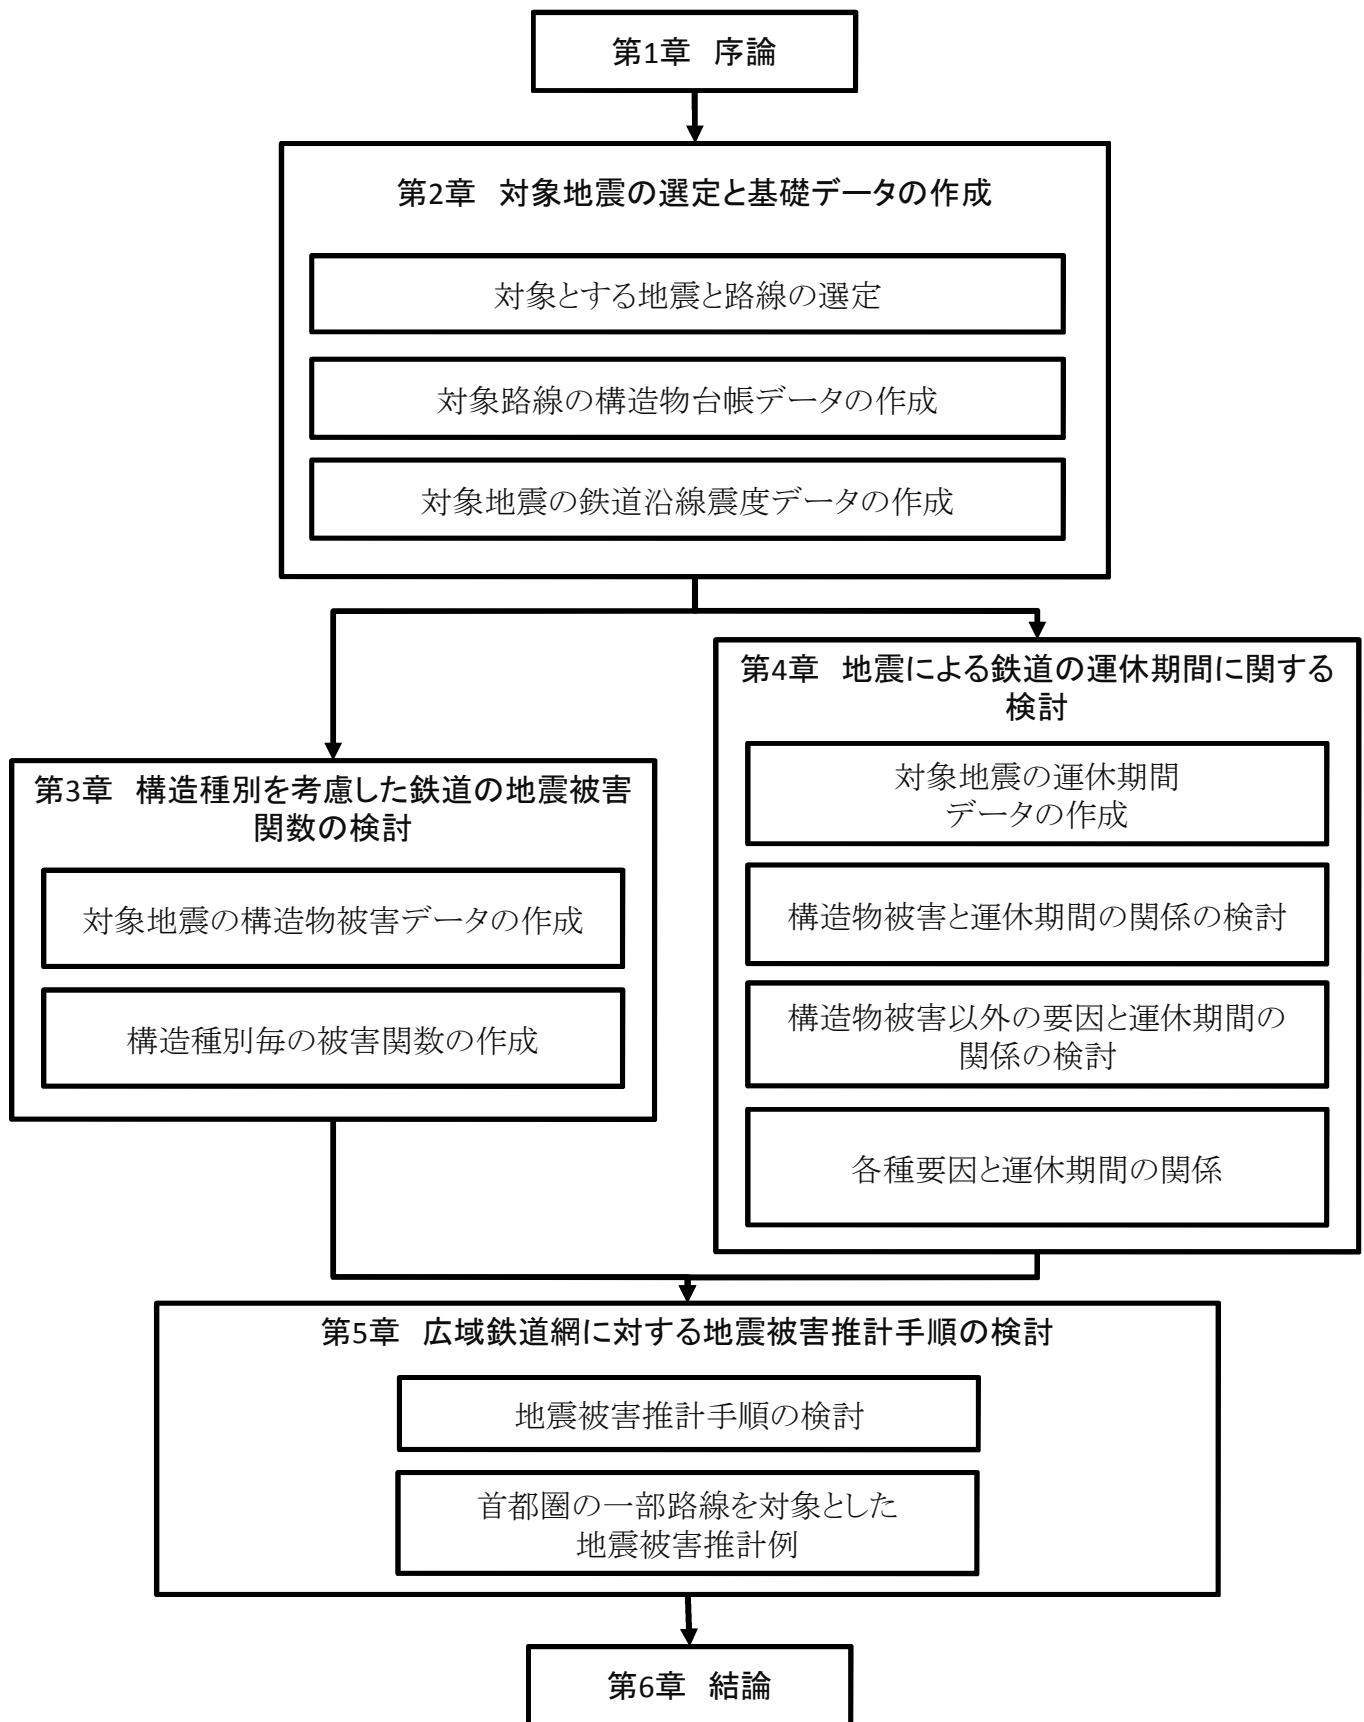 第1章　序論
第2章　対象地震の選定と基礎データの作成
対象とする地震と路線の選定
対象路線の構造物台帳データの作成
対象地震の鉄道沿線震度データの作成
第3章　構造種別を考慮した鉄道の地震被害
関数の検討
対象地震の構造物被害データの作成
構造種別毎の被害関数の作成
第4章　地震による鉄道の運休期間に関する
検討
対象地震の運休期間
データの作成
構造物被害と運休期間の関係の検討
構造物被害以外の要因と運休期間の
関係の検討
各種要因と運休期間の関係
第5章　広域鉄道網に対する地震被害推計手順の検討
地震被害推計手順の検討
首都圏の一部路線を対象とした
地震被害推計例
第6章　結論